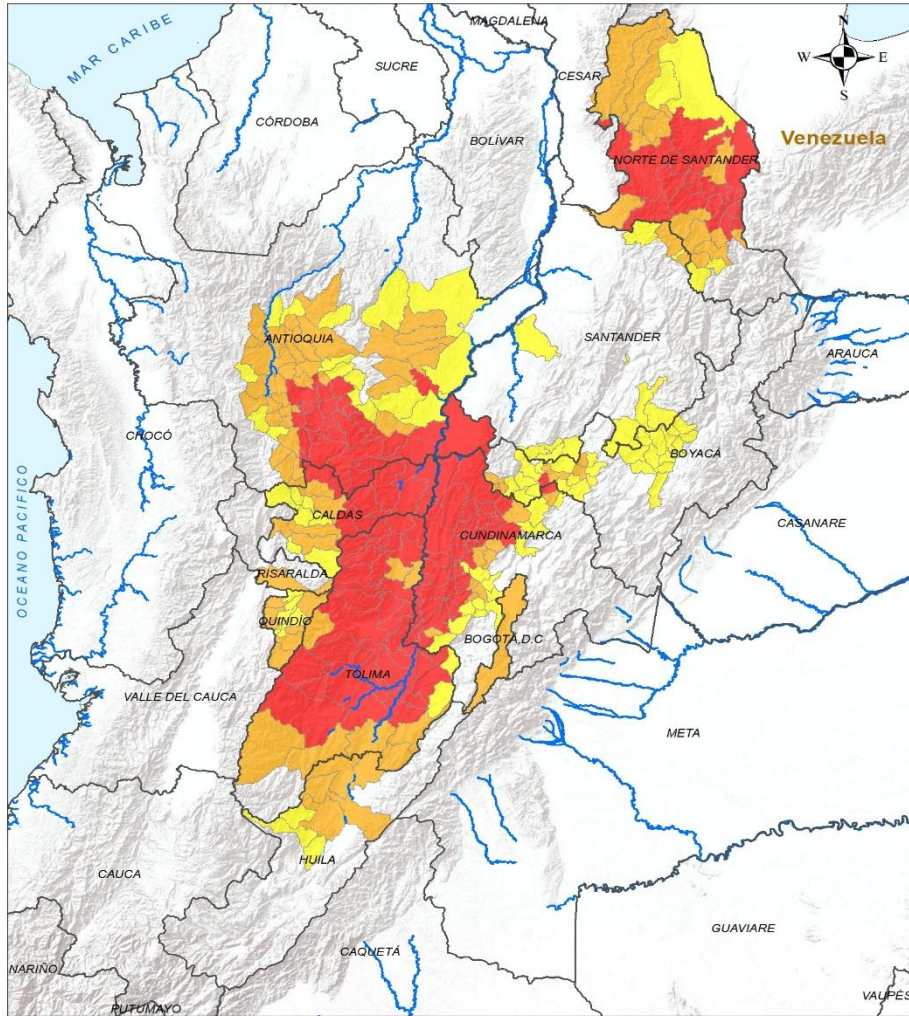 MAGDALENA
MAR CARIBE
N
W
E
S
SUCRE
CESAR
CÓRDOBA
BOLÍVAR
Venezuela
NORTE DE SANTANDER
ANTIOQUIA
SANTANDER
ARAUCA
CHOCÓ
BOYACÁ
OCEANO PACIFICO
CALDAS
CUNDINAMARCA
CASANARE
RISARALDA
QUINDÍO
BOGOTÁ,D.C
TOLIMA
VALLE DEL CAUCA
META
HUILA
CAUCA
GUAVIARE
CAQUETÁ
NARIÑO
VAUPÉS
PUTUMAYO